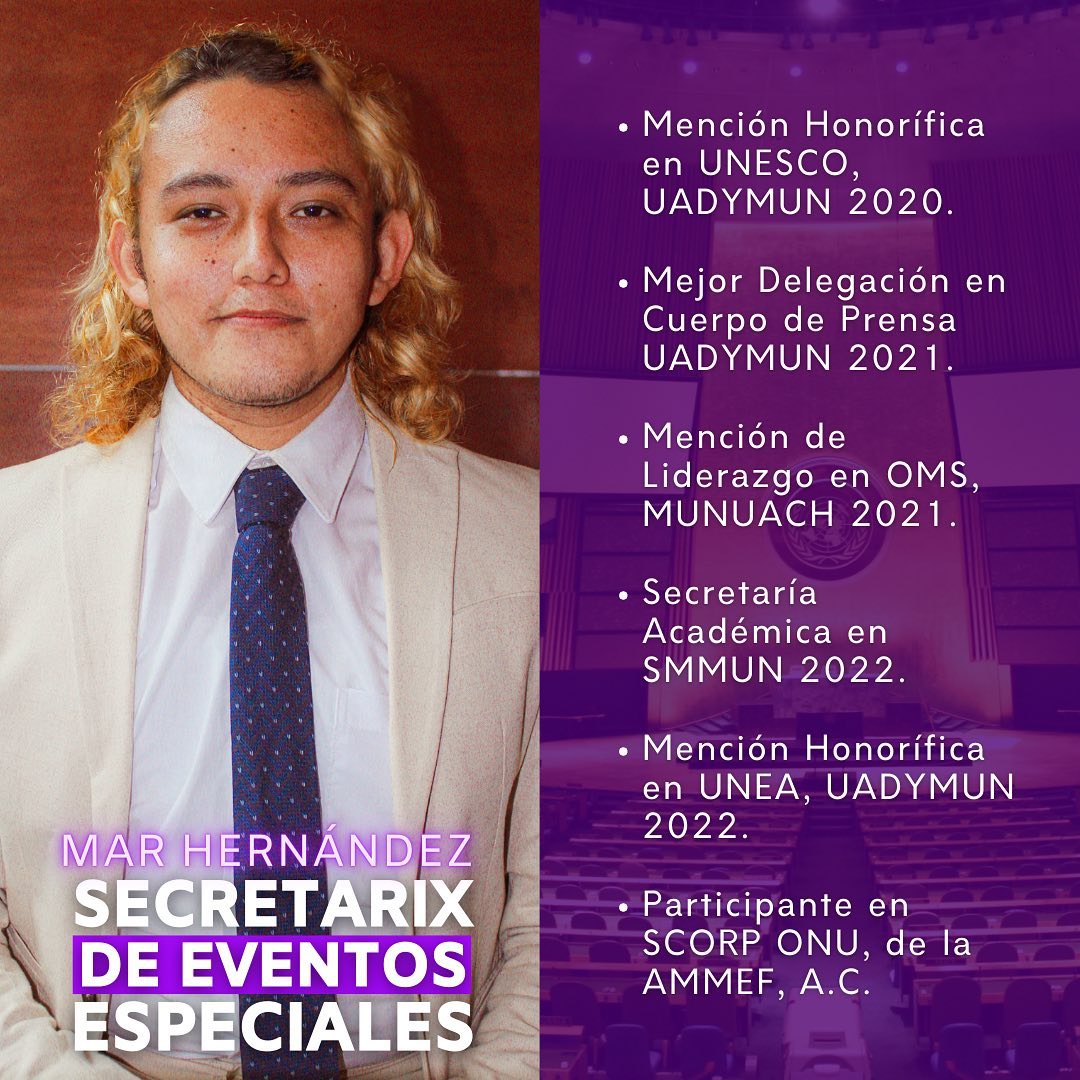 MAR HERNÁNDEZ
SECRETARIX
DE EVENTOS
ESPECIALES
• Mención Honorífica
en UNESCO,
UADYMUN 2020.
• Mejor Delegación en
Cuerpo de Prensa
UADYMUN 2021.
• Mención de
Liderazgo en OMS,
MUNUACH 2021.
• Secretaría
Académica en
SMMUN 2022.
• Mención Honorífica
en UNEA, UADYMUN
2022.
• Participante en
SCORP ONU, de la
AMMEF, A.C.